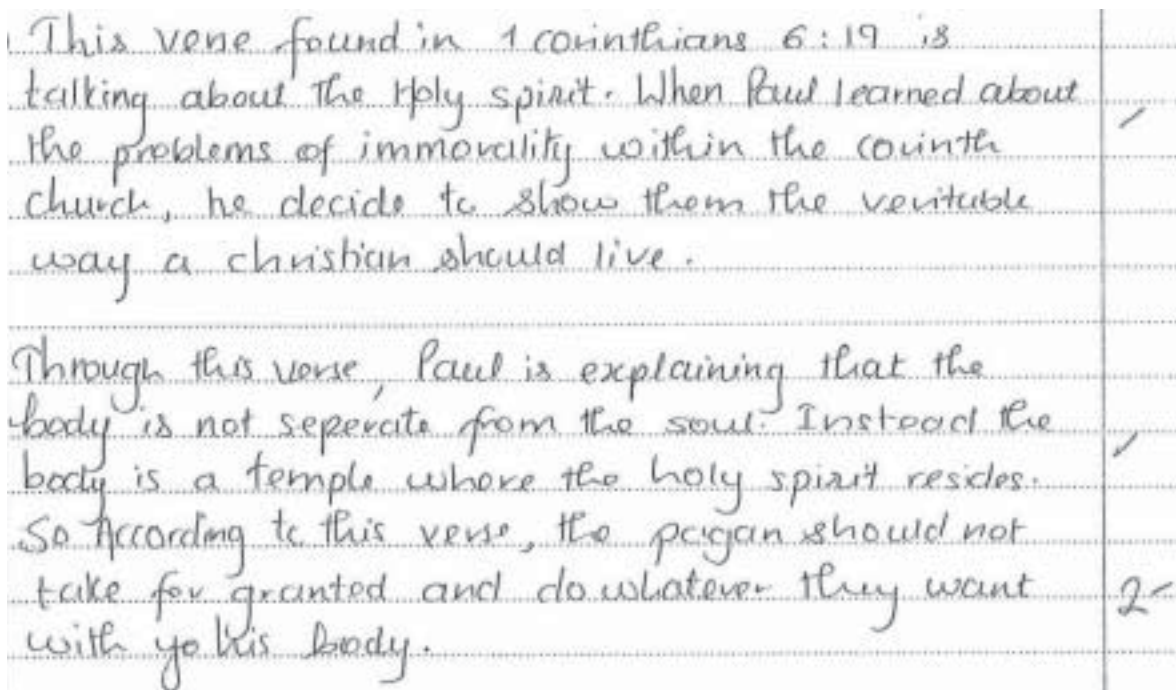 This verse found in 1 corinthians 6:19 is
talking about The Holy spirit. When Paul learned about
the problems of immorality within the corinth
church, he decide to show them the veritable
way a christian should live.
Through this verse, Paul is explaining that the
body is not seperate from the soul. Instead the
body is a temple where the holy spirit resides.
So According to this verse, the pagan should not
take for granted and do whatever they want
2
with yo his body.